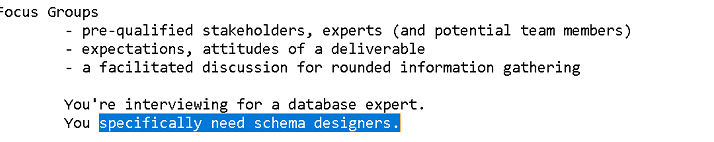 Focus Groups
- pre-qualified stakeholders, experts (and potential team members)
- expectations, attitudes of a deliverable
- a facilitated discussion for rounded information gathering
You're interviewing for a database expert.
You specifically need schema designers.